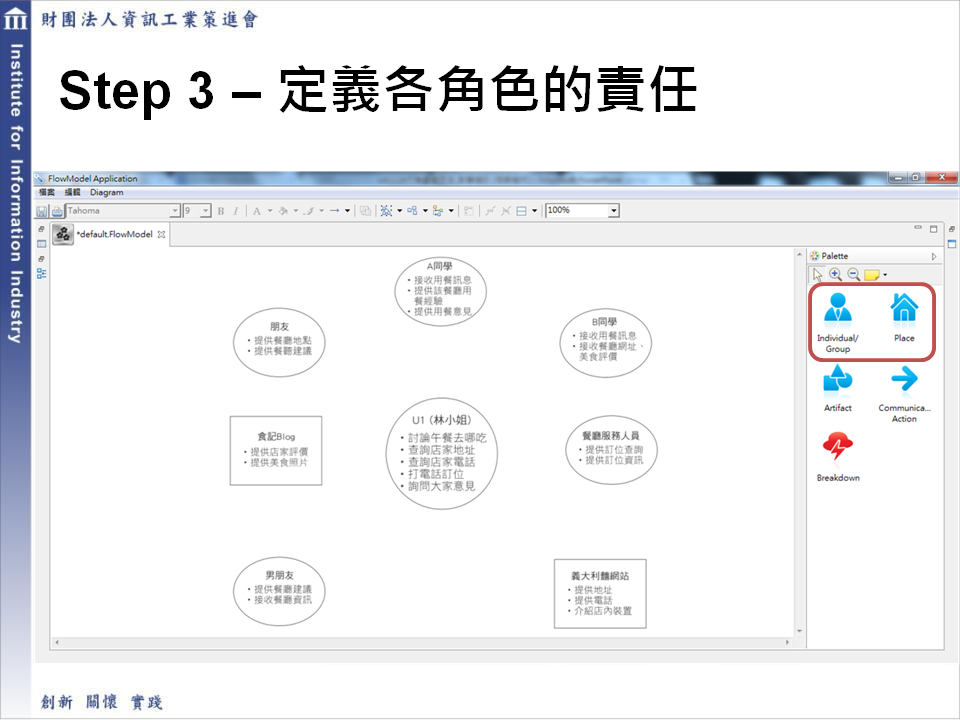 財團法人資訊工業策進會
Institute for Information Industry
Step 3 – 定義各角色的責任
FlowModel Application
檔案 編輯 Diagram
Tahoma 9 B I A 100%
*default.FlowModel
Palette
Individual/
Group
Place
Artifact
Communica...
Action
Breakdown
A同學
• 接收用餐訊息
• 提供該餐廳用
餐經驗
• 提供用餐意見
朋友
• 提供餐廳地點
• 提供餐聽建議
B同學
• 接收用餐訊息
• 接收餐廳網址、
美食評價
食記Blog
• 提供店家評價
• 提供美食照片
U1 (林小姐)
• 討論午餐去哪吃
• 查詢店家地址
• 查詢店家電話
• 打電話訂位
• 詢問大家意見
餐廳服務人員
• 提供訂位查詢
• 提供訂位資訊
男朋友
• 提供餐廳建議
• 接收餐廳資訊
義大利麵網站
• 提供地址
• 提供電話
• 介紹店內裝置
創新 關懷 實踐